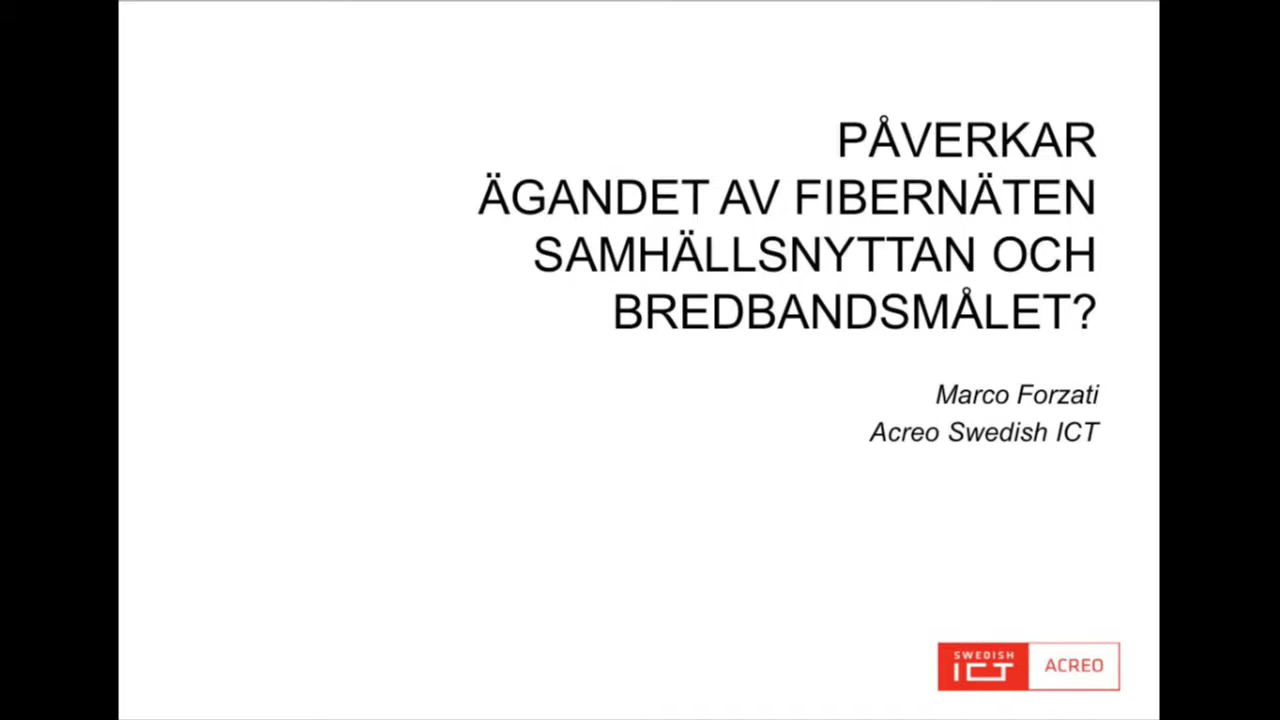 PÅVERKAR
ÄGANDET AV FIBERNÄTEN
SAMHÄLLSNYTTAN OCH
BREDBANDSMÅLET?
Marco Forzati
Acreo Swedish ICT
SWEDISH
ICT
ACREO